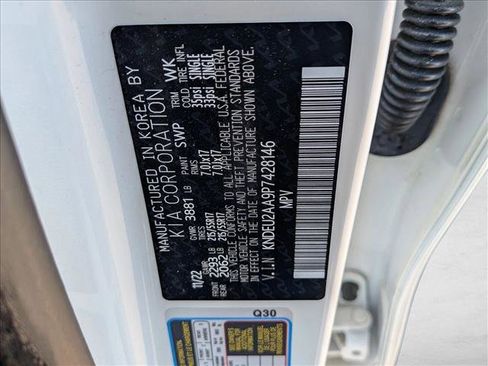 MANUFACTURED IN KOREA BY
KIA CORPORATION
11/22 GVWR 3881 LB SWP TRIM WK
GAWR TIRES RIMS COLD TIRE INFL
FRONT 2293 LB 215/55R17 7.0JX17 35psi SINGLE
REAR 2062 LB 215/55R17 7.0JX17 33psi SINGLE
THIS VEHICLE CONFORMS TO ALL APPLICABLE U.S.A. FEDERAL
MOTOR VEHICLE SAFETY, THEFT PREVENTION STANDARDS
IN EFFECT ON THE DATE OF MANUFACTURE SHOWN ABOVE.
V.I.N KNDEU2AA9P7428146
MPV
Q30